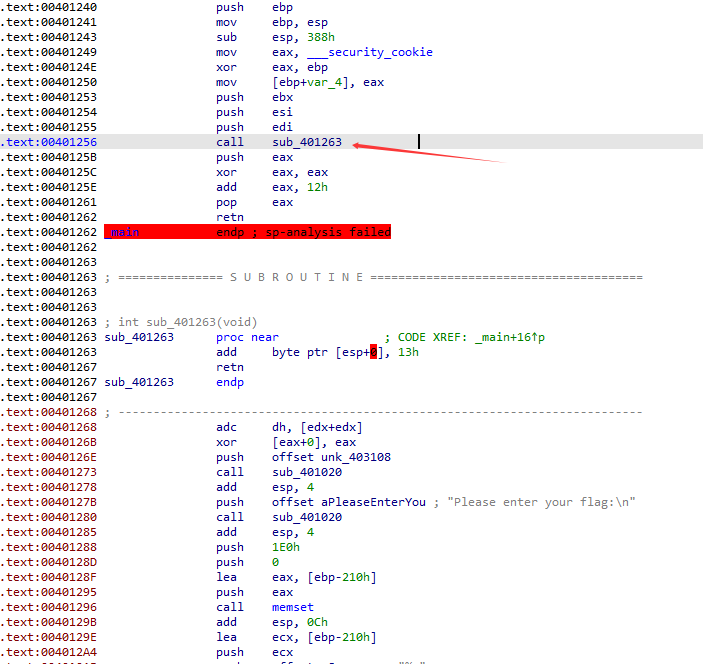 .text:00401240 push ebp
.text:00401241 mov ebp, esp
.text:00401243 sub esp, 388h
.text:00401249 mov eax, ___security_cookie
.text:0040124E xor eax, ebp
.text:00401250 mov [ebp+var_4], eax
.text:00401253 push ebx
.text:00401254 push esi
.text:00401255 push edi
.text:00401256 call sub_401263
.text:0040125B push eax
.text:0040125C xor eax, eax
.text:0040125E add eax, 12h
.text:00401261 pop eax
.text:00401262 retn
.text:00401262 _main endp ; sp-analysis failed
.text:00401262
.text:00401263
.text:00401263 ; =============== S U B R O U T I N E =======================================
.text:00401263
.text:00401263
.text:00401263 ; int sub_401263(void)
.text:00401263 sub_401263 proc near ; CODE XREF: _main+16↑p
.text:00401263 add byte ptr [esp+0], 13h
.text:00401267 retn
.text:00401267 sub_401263 endp
.text:00401267
.text:00401268 ; ---------------------------------------------------------------------------
.text:00401268 adc dh, [edx+edx]
.text:0040126B xor [eax+0], eax
.text:0040126E push offset unk_403108
.text:00401273 call sub_401020
.text:00401278 add esp, 4
.text:0040127B push offset aPleaseEnterYou ; "Please enter your flag:\n"
.text:00401280 call sub_401020
.text:00401285 add esp, 4
.text:00401288 push 1E0h
.text:0040128D push 0
.text:0040128F lea eax, [ebp-210h]
.text:00401295 push eax
.text:00401296 call memset
.text:0040129B add esp, 0Ch
.text:0040129E lea ecx, [ebp-210h]
.text:004012A4 push ecx